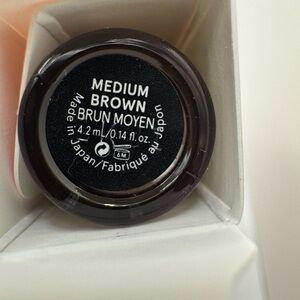 MEDIUM
BROWN
BRUN MOYEN
4.2 mL/0.14 fl. oz.
Made in Japan/Fabriqué au Japon
6M